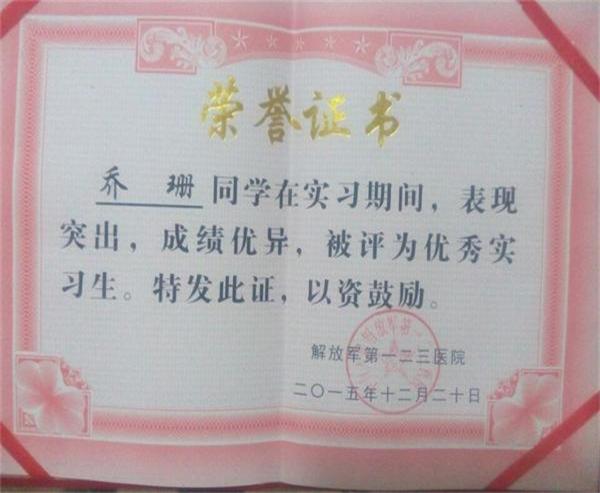 荣誉证书
乔 珊 同学在实习期间，表现
突出，成绩优异，被评为优秀实
习生。特发此证，以资鼓励。
解放军第一二三医院
二〇一五年十二月二十日